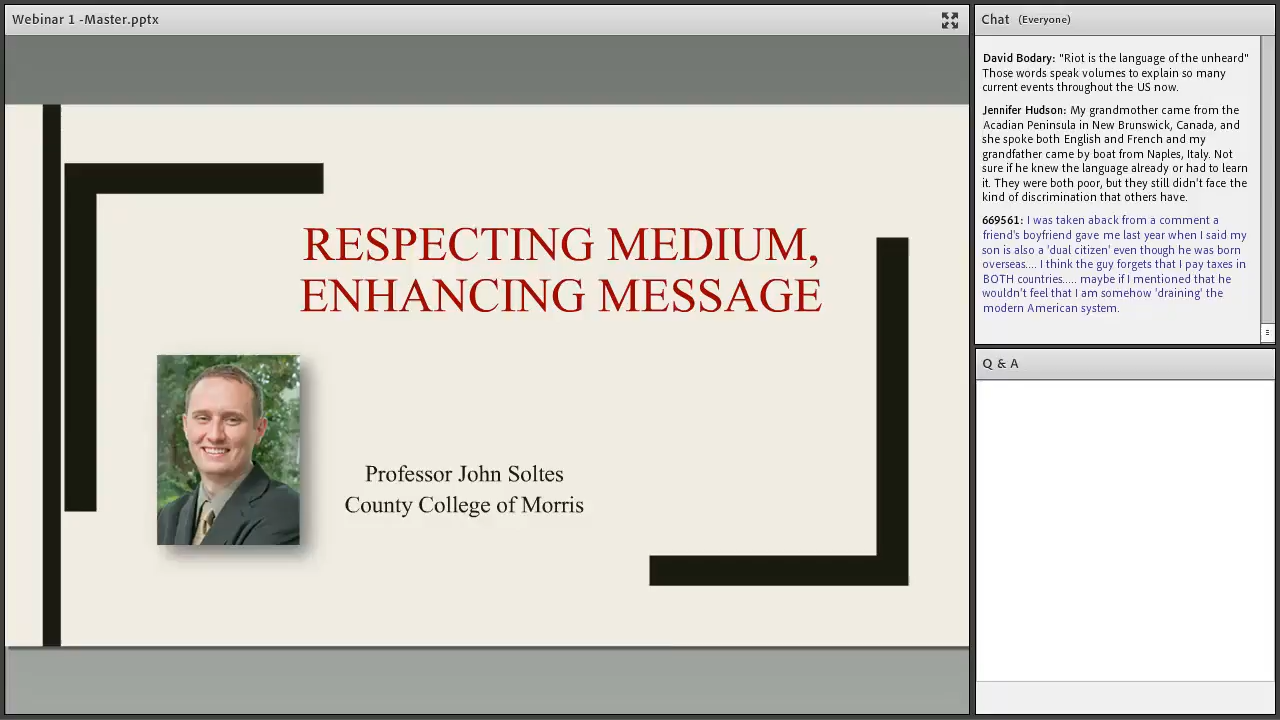 Webinar 1 -Master.pptx
RESPECTING MEDIUM,
ENHANCING MESSAGE
Professor John Soltes
County College of Morris
Chat (Everyone)
David Bodary: "Riot is the language of the unheard"
Those words speak volumes to explain so many
current events throughout the US now.
Jennifer Hudson: My grandmother came from the
Acadian Peninsula in New Brunswick, Canada, and
she spoke both English and French and my
grandfather came by boat from Naples, Italy. Not
sure if he knew the language already or had to learn
it. They were both poor, but they still didn't face the
kind of discrimination that others have.
669561: I was taken aback from a comment a
friend's boyfriend gave me last year when I said my
son is also a 'dual citizen' even though he was born
overseas.... I think the guy forgets that I pay taxes in
BOTH countries..... maybe if I mentioned that he
wouldn't feel that I am somehow 'draining' the
modern American system.
Q & A